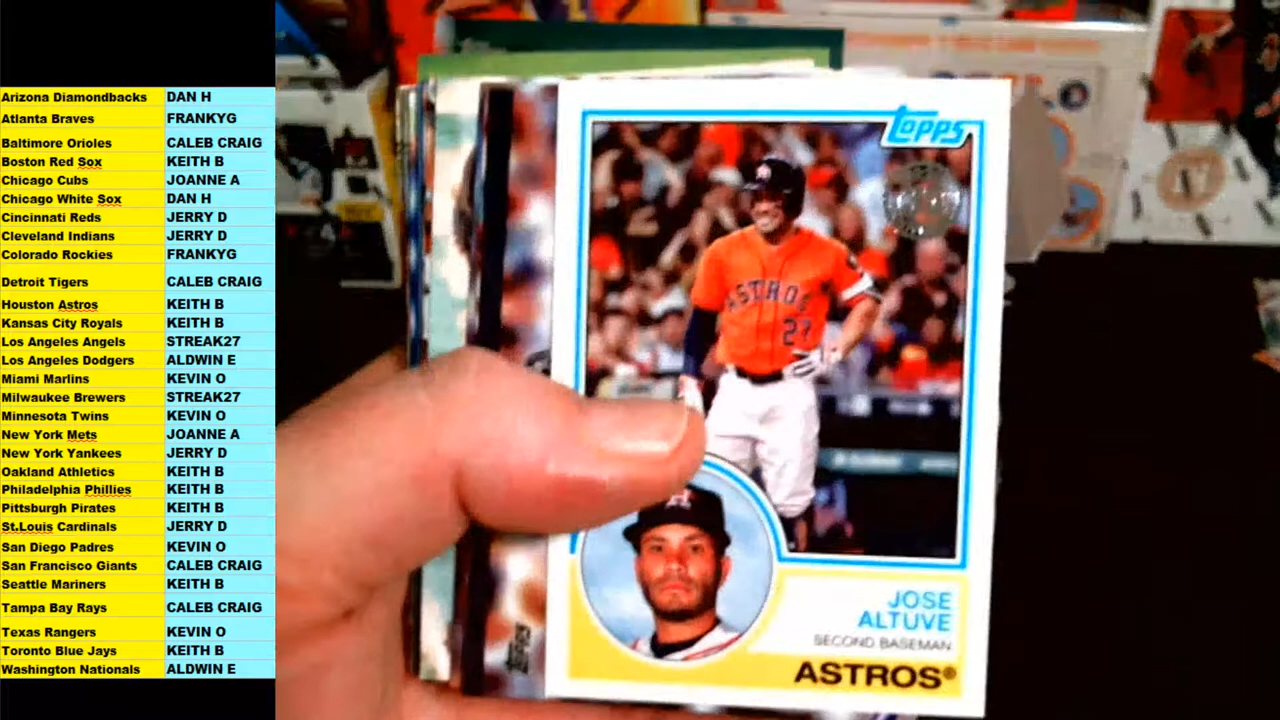 Arizona Diamondbacks DAN H
Atlanta Braves FRANKYG
Baltimore Orioles CALEB CRAIG
Boston Red Sox KEITH B
Chicago Cubs JOANNE A
Chicago White Sox DAN H
Cincinnati Reds JERRY D
Cleveland Indians JERRY D
Colorado Rockies FRANKYG
Detroit Tigers CALEB CRAIG
Houston Astros KEITH B
Kansas City Royals KEITH B
Los Angeles Angels STREAK27
Los Angeles Dodgers ALDWIN E
Miami Marlins KEVIN O
Milwaukee Brewers STREAK27
Minnesota Twins KEVIN O
New York Mets JOANNE A
New York Yankees JERRY D
Oakland Athletics KEITH B
Philadelphia Phillies KEITH B
Pittsburgh Pirates KEITH B
St.Louis Cardinals JERRY D
San Diego Padres KEVIN O
San Francisco Giants CALEB CRAIG
Seattle Mariners KEITH B
Tampa Bay Rays CALEB CRAIG
Texas Rangers KEVIN O
Toronto Blue Jays KEITH B
Washington Nationals ALDWIN E
Topps
ASTROS
27
JOSE
ALTUVE
SECOND BASEMAN
ASTROS®
Topps